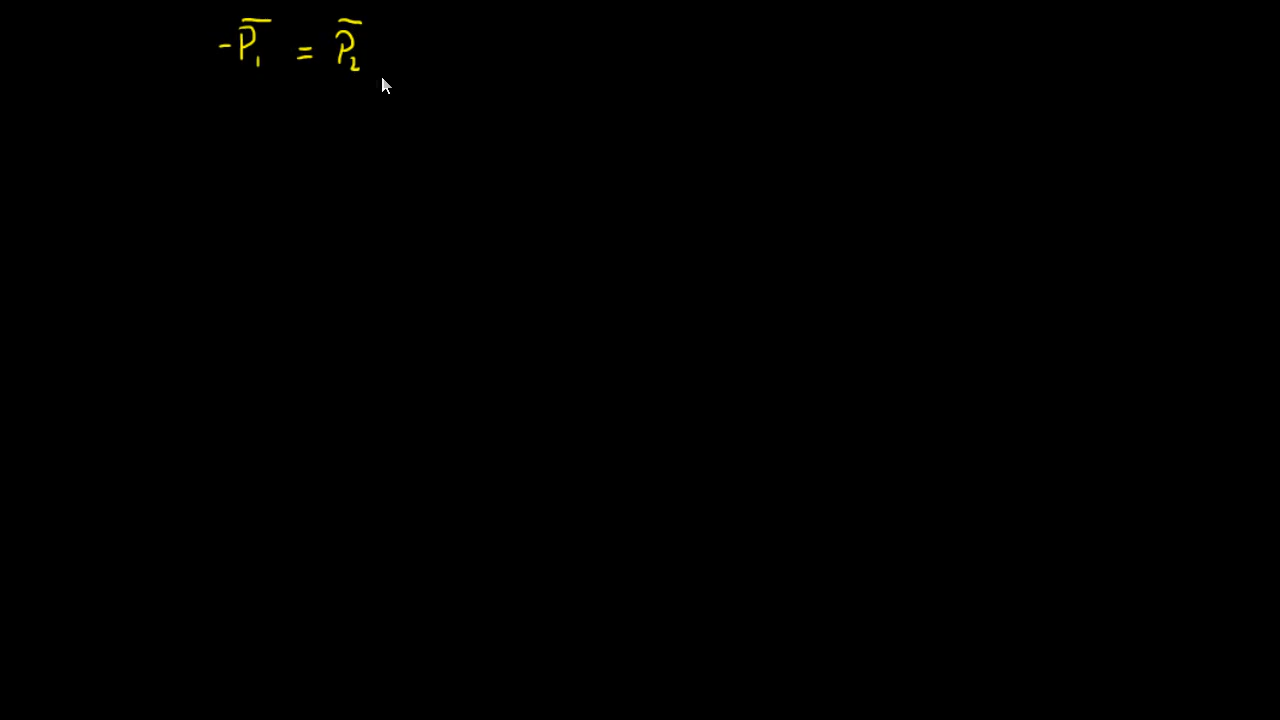 -P̅₁ = P̅₂